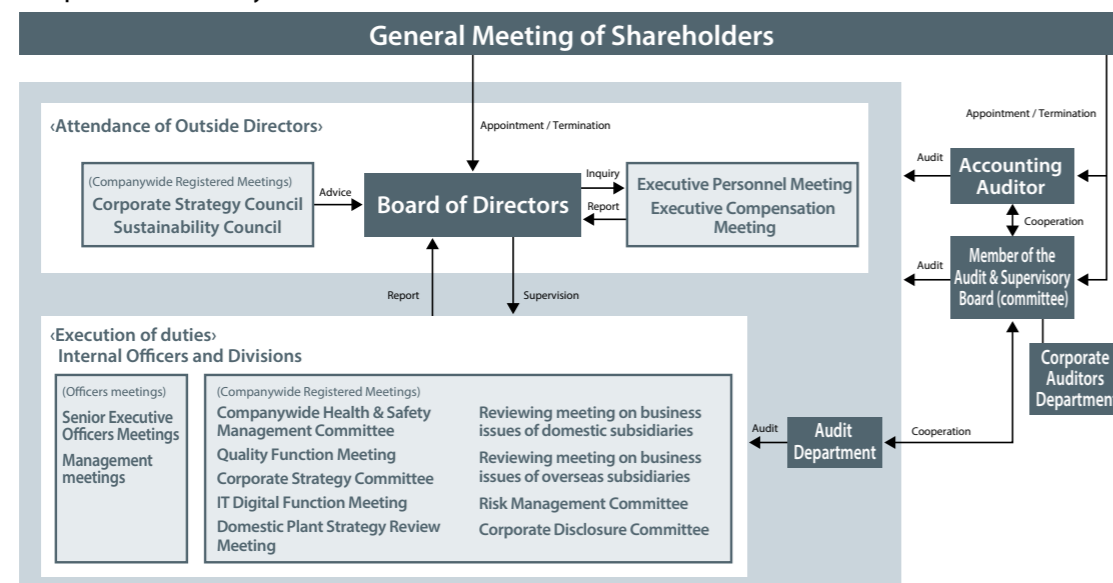 General Meeting of Shareholders
‹Attendance of Outside Directors›
Appointment / Termination
Appointment / Termination
(Companywide Registered Meetings)
Corporate Strategy Council
Sustainability Council
Advice
Board of Directors
Inquiry
Report
Executive Personnel Meeting
Executive Compensation
Meeting
Audit
Accounting
Auditor
Cooperation
Audit
Member of the
Audit & Supervisory
Board (committee)
Report
Supervision
‹Execution of duties›
Internal Officers and Divisions
(Officers meetings)
Senior Executive
Officers Meetings
Management
meetings
(Companywide Registered Meetings)
Companywide Health & Safety
Management Committee
Quality Function Meeting
Corporate Strategy Committee
IT Digital Function Meeting
Domestic Plant Strategy Review
Meeting
Reviewing meeting on business
issues of domestic subsidiaries
Reviewing meeting on business
issues of overseas subsidiaries
Risk Management Committee
Corporate Disclosure Committee
Audit
Audit
Department
Cooperation
Corporate
Auditors
Department